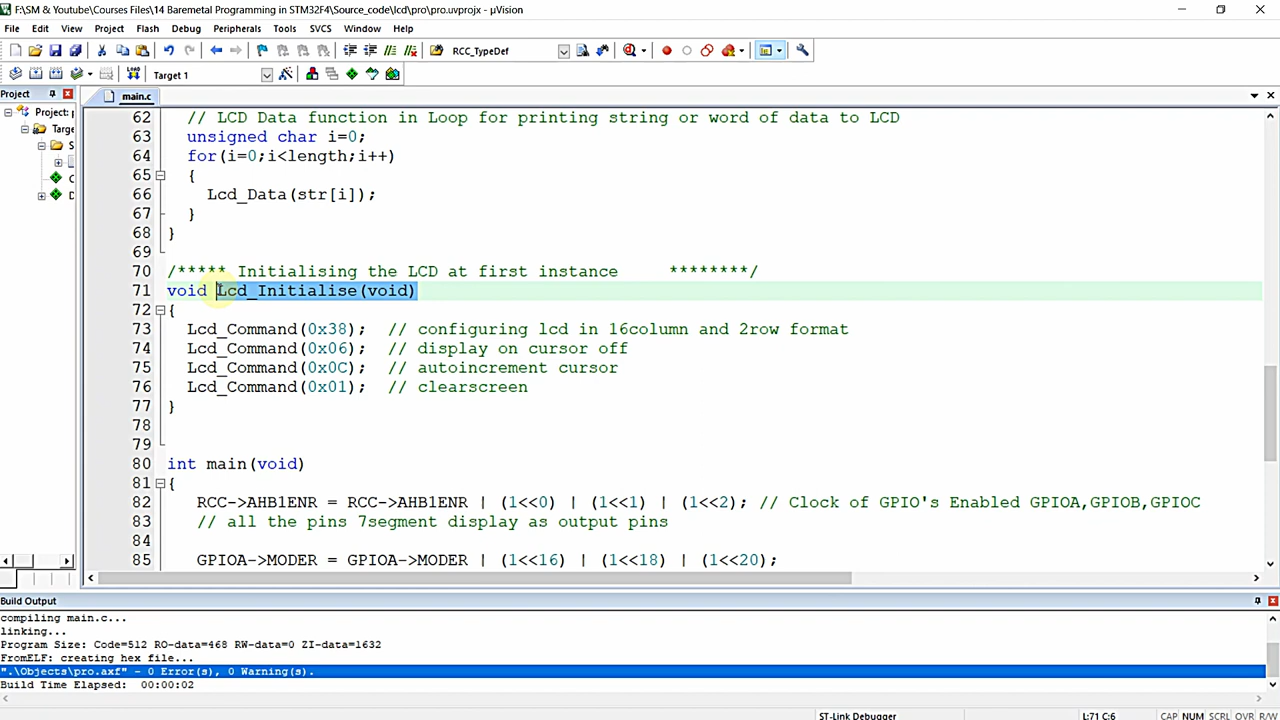 F:\SM & Youtube\Courses Files\14 Baremetal Programming in STM32F4\Source_code\lcd\pro\pro.uvprojx - µVision
File Edit View Project Flash Debug Peripherals Tools SVCS Window Help
RCC_TypeDef
LOAD Target 1
Project main.c
Project: p
Targe
S
C
D
62 // LCD Data function in Loop for printing string or word of data to LCD
63 unsigned char i=0;
64 for(i=0;i<length;i++)
65 {
66 Lcd_Data(str[i]);
67 }
68 }
69
70 /***** Initialising the LCD at first instance ********/
71 void Lcd_Initialise(void)
72 {
73 Lcd_Command(0x38); // configuring lcd in 16column and 2row format
74 Lcd_Command(0x06); // display on cursor off
75 Lcd_Command(0x0C); // autoincrement cursor
76 Lcd_Command(0x01); // clearscreen
77 }
78
79
80 int main(void)
81 {
82 RCC->AHB1ENR = RCC->AHB1ENR | (1<<0) | (1<<1) | (1<<2); // Clock of GPIO's Enabled GPIOA,GPIOB,GPIOC
83 // all the pins 7segment display as output pins
84
85 GPIOA->MODER = GPIOA->MODER | (1<<16) | (1<<18) | (1<<20);
Build Output
compiling main.c...
linking...
Program Size: Code=512 RO-data=468 RW-data=0 ZI-data=1632
FromELF: creating hex file...
".\Objects\pro.axf" - 0 Error(s), 0 Warning(s).
Build Time Elapsed: 00:00:02
ST-Link Debugger L:71 C:6 CAP NUM SCRL OVR R/W